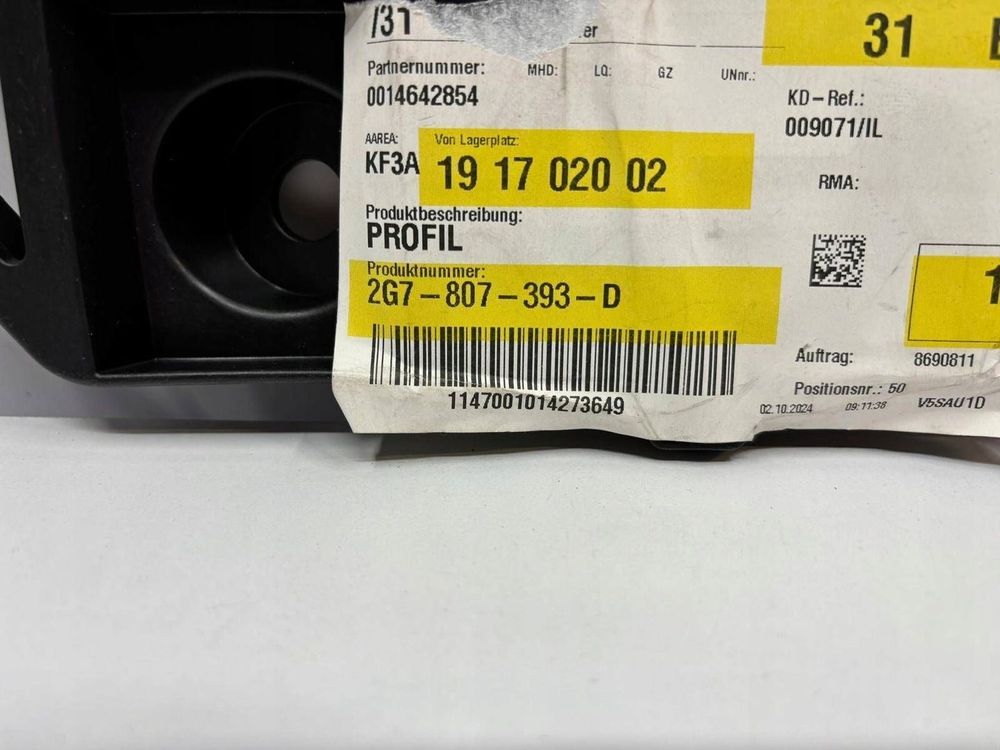 /31
er
31
Partnernummer:
MHD: LQ: GZ UNnr.:
0014642854
KD-Ref.:
009071/IL
AAREA:
KF3A
Von Lagerplatz:
19 17 020 02
RMA:
Produktbeschreibung:
PROFIL
Produktnummer:
2G7-807-393-D
1
Auftrag: 8690811
Positionsnr.: 50
1147001014273649
02.10.2024 09:11:38 V5SAU1D